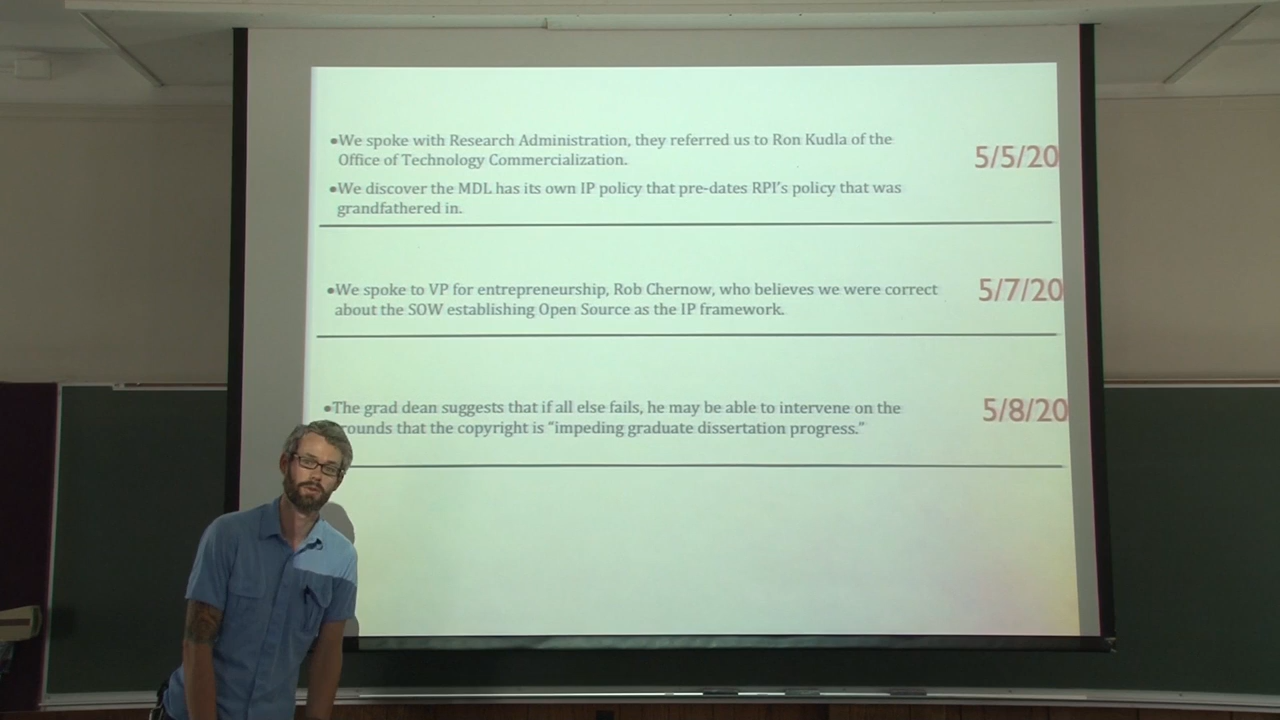 •We spoke with Research Administration, they referred us to Ron Kudla of the
Office of Technology Commercialization.
5/5/20
•We discover the MDL has its own IP policy that pre-dates RPI's policy that was
grandfathered in.
•We spoke to VP for entrepreneurship, Rob Chernow, who believes we were correct
about the SOW establishing Open Source as the IP framework.
5/7/20
•The grad dean suggests that if all else fails, he may be able to intervene on the
rounds that the copyright is “impeding graduate dissertation progress.”
5/8/20